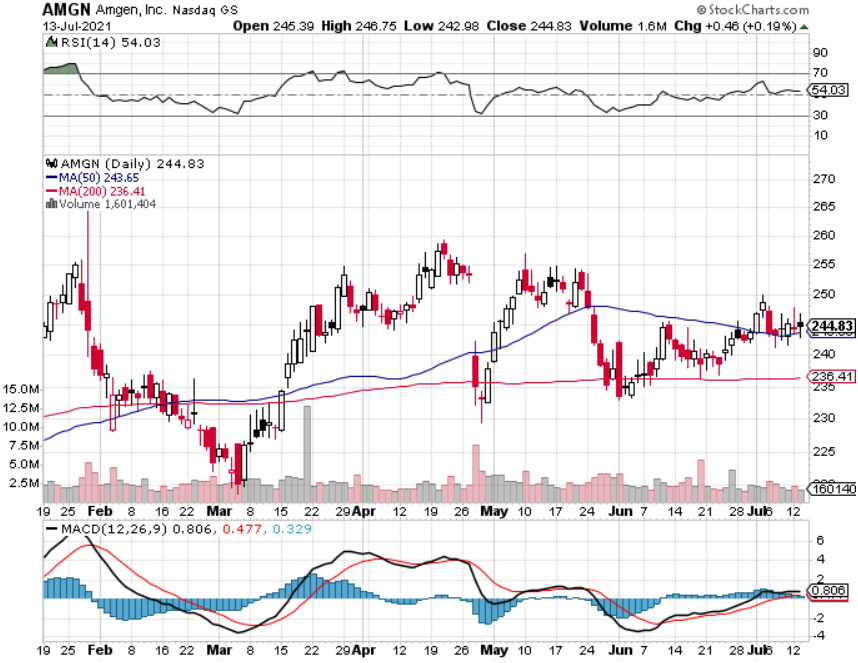 AMGN Amgen, Inc. Nasdaq GS © StockCharts.com
13-Jul-2021 Open 245.39 High 246.75 Low 242.98 Close 244.83 Volume 1.6M Chg +0.46 (+0.19%)
RSI(14) 54.03
90
70
54.03
30
10
AMGN (Daily) 244.83
MA(50) 243.65
MA(200) 236.41
Volume 1,601,404
270
265
260
255
250
244.83
240
236.41
235
230
225
15.0M
12.5M
10.0M
7.5M
5.0M
2.5M
160140
19 25 Feb 8 16 22 Mar 8 15 22 29 Apr 12 19 26 May 10 17 24 Jun 7 14 21 28 Jul 6 12
MACD(12,26,9) 0.806, 0.477, 0.329
6
4
2
0.806
-2
-4
19 25 Feb 8 16 22 Mar 8 15 22 29 Apr 12 19 26 May 10 17 24 Jun 7 14 21 28 Jul 6 12